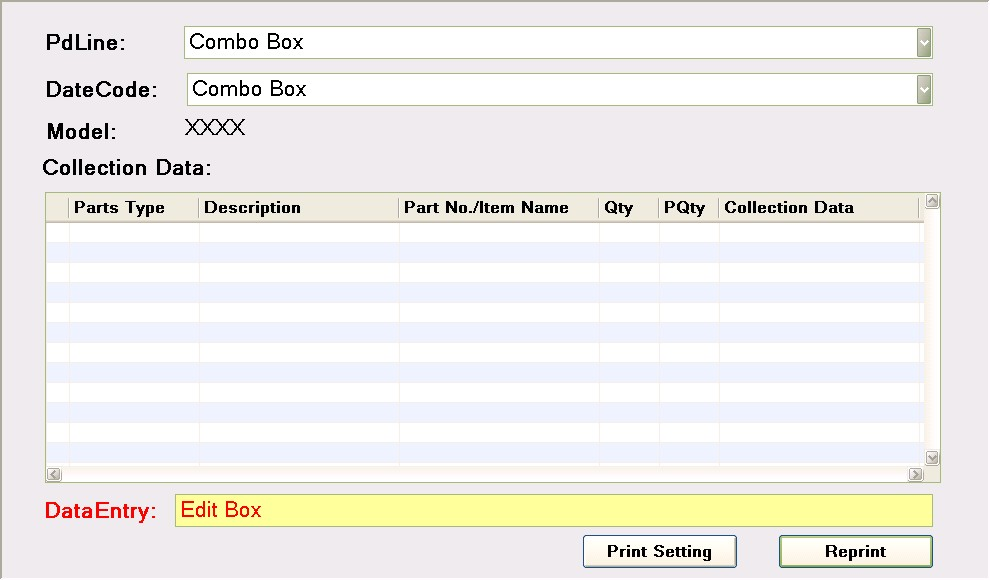 PdLine: Combo Box
DateCode: Combo Box
Model: XXXX
Collection Data:
Parts Type Description Part No./Item Name Qty PQty Collection Data
DataEntry: Edit Box
Print Setting Reprint